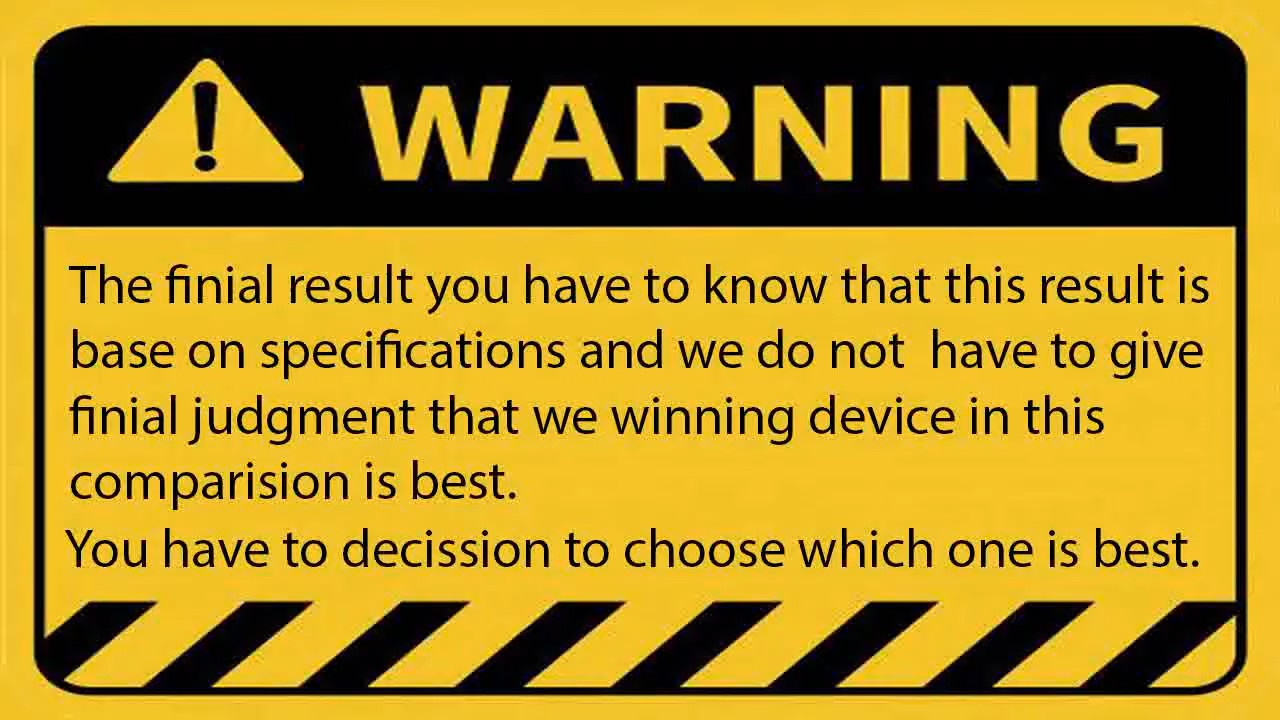 WARNING
The finial result you have to know that this result is
base on specifications and we do not have to give
finial judgment that we winning device in this
comparision is best.
You have to decission to choose which one is best.